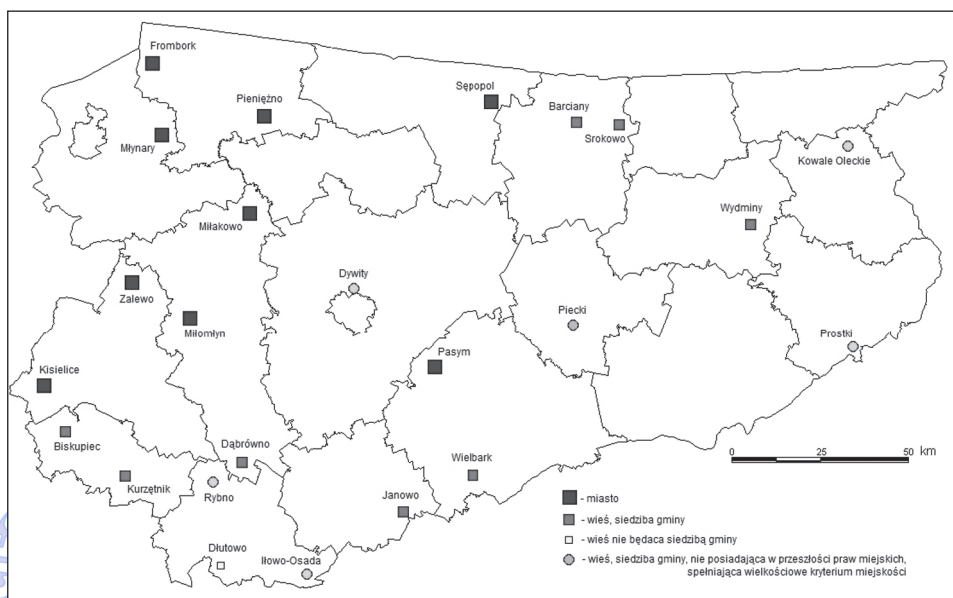 Frombork
Pieniężno
Sępopol
Barciany
Srokowo
Młynary
Kowale Oleckie
Wydminy
Miłakowo
Dywity
Zalewo
Piecki
Miłomłyn
Prostki
Pasym
Kisielice
Biskupiec
Dąbrówno
Wielbark
0 25 50 km
Kurzętnik
Rybno
Janowo
- miasto
- wieś, siedziba gminy
- wieś nie będaca siedzibą gminy
Dłutowo
Iłowo-Osada
- wieś, siedziba gminy, nie posiadająca w przeszłości praw miejskich,
spełniająca wielkościowe kryterium miejskości